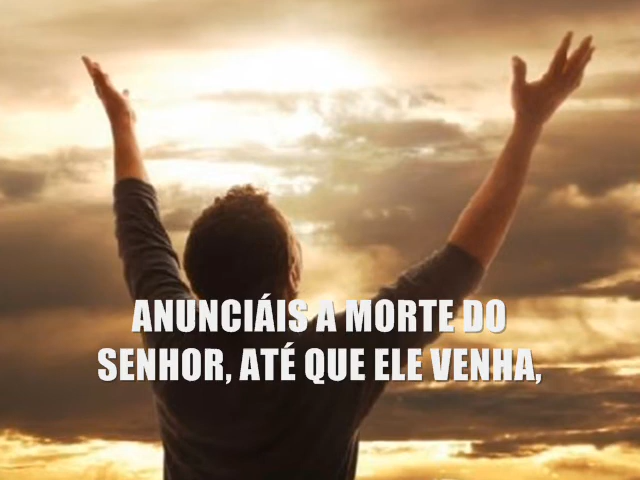 ANUNCIÁIS A MORTE DO
SENHOR, ATÉ QUE ELE VENHA,